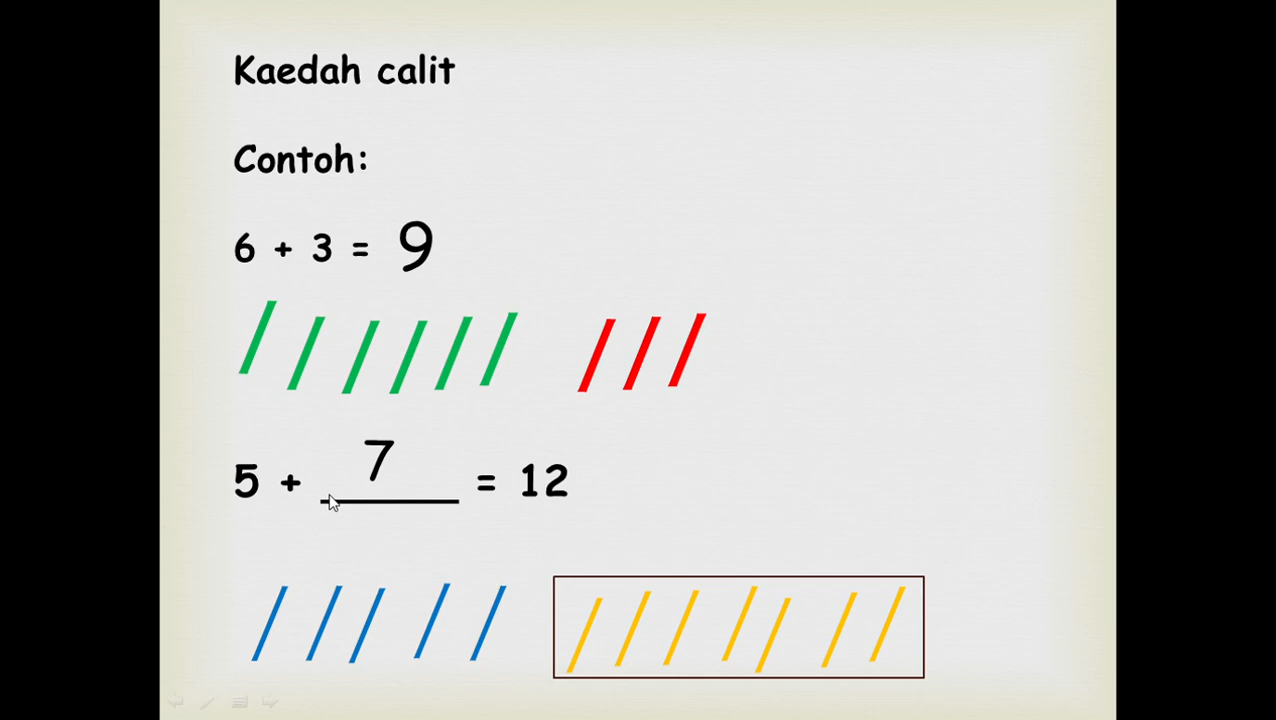 Kaedah calit
Contoh:
6 + 3 = 9
5 + 7 = 12